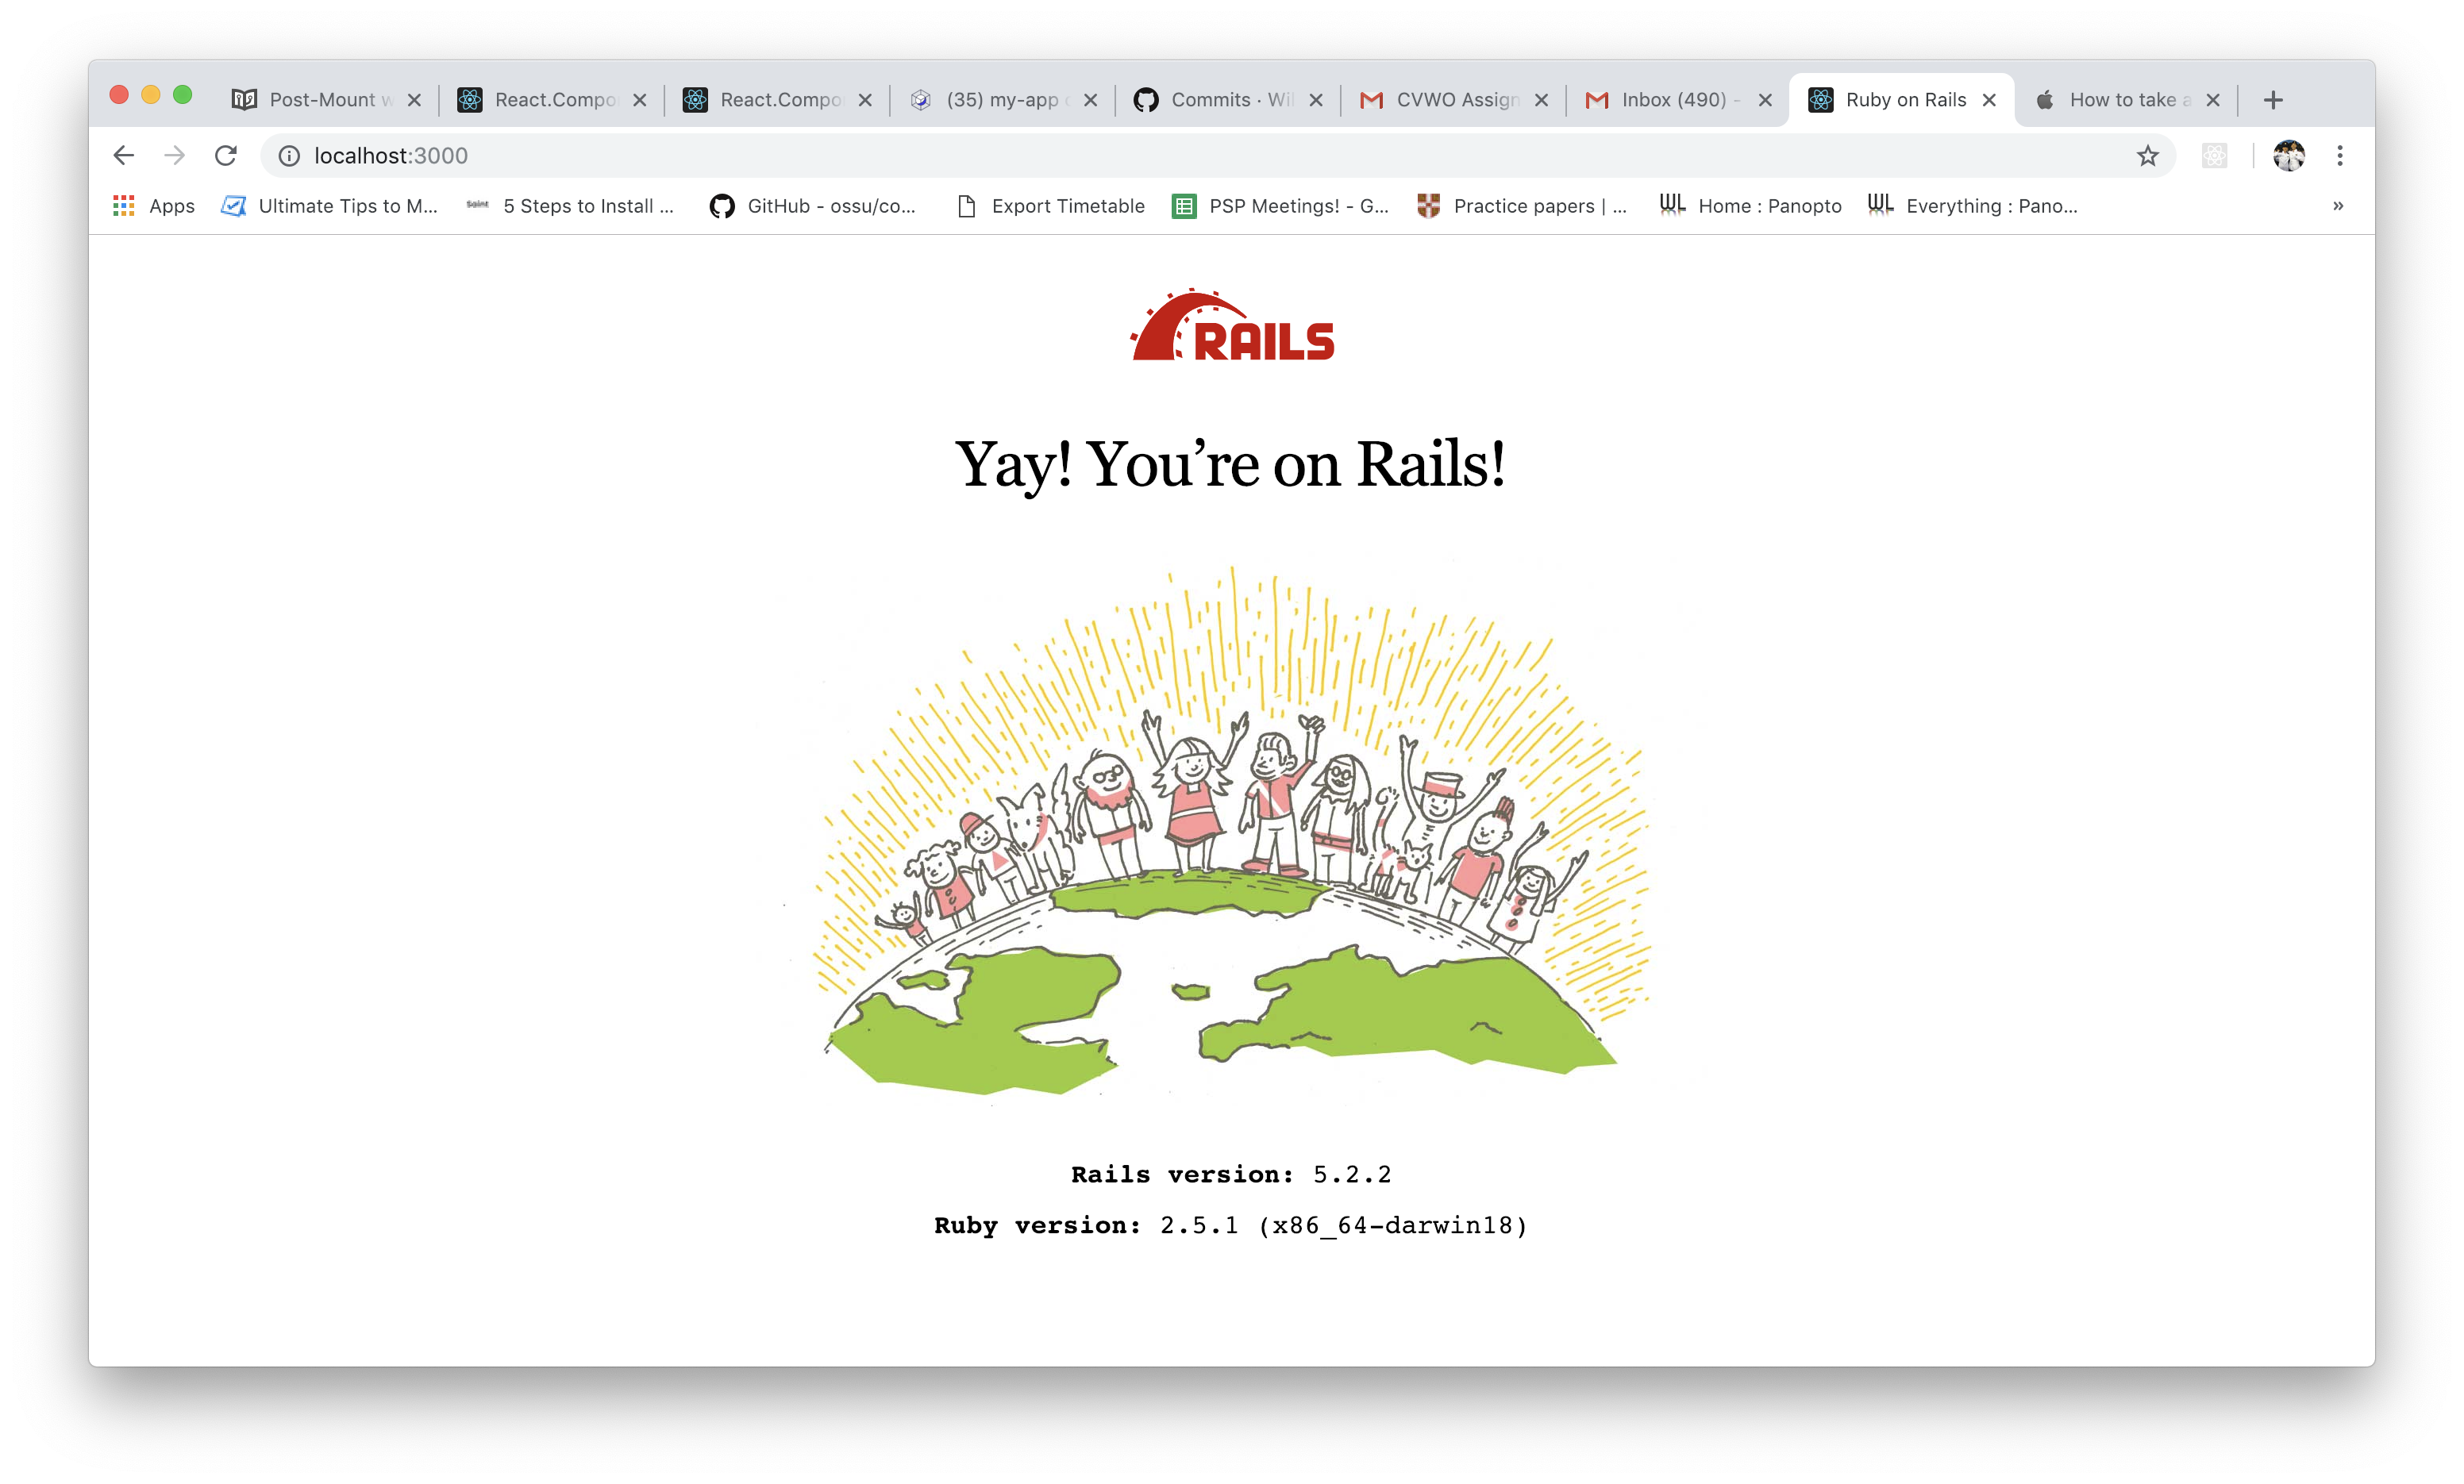 Post-Mount w
React.Compo
React.Compo
(35) my-app
Commits · Wi
CVWO Assign
Inbox (490) -
Ruby on Rails
How to take a
localhost:3000
Apps
Ultimate Tips to M...
Saint
5 Steps to Install ...
GitHub - ossu/co...
Export Timetable
PSP Meetings! - G...
Practice papers | ...
WL
Home : Panopto
WL
Everything : Pano...
»
RAILS
Yay! You’re on Rails!
Rails version: 5.2.2
Ruby version: 2.5.1 (x86_64-darwin18)